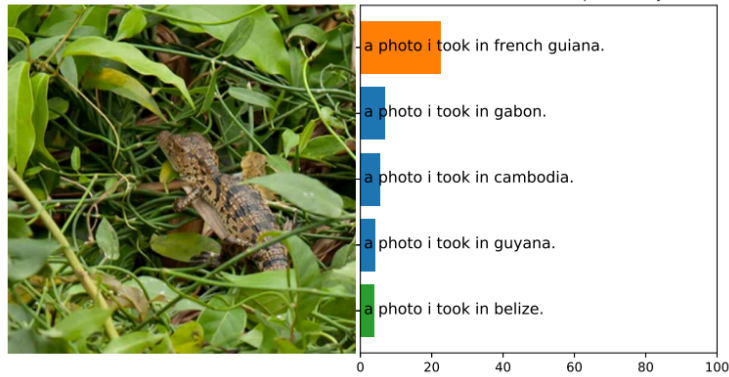 a photo i took in french guiana.
a photo i took in gabon.
a photo i took in cambodia.
a photo i took in guyana.
a photo i took in belize.
0 20 40 60 80 100